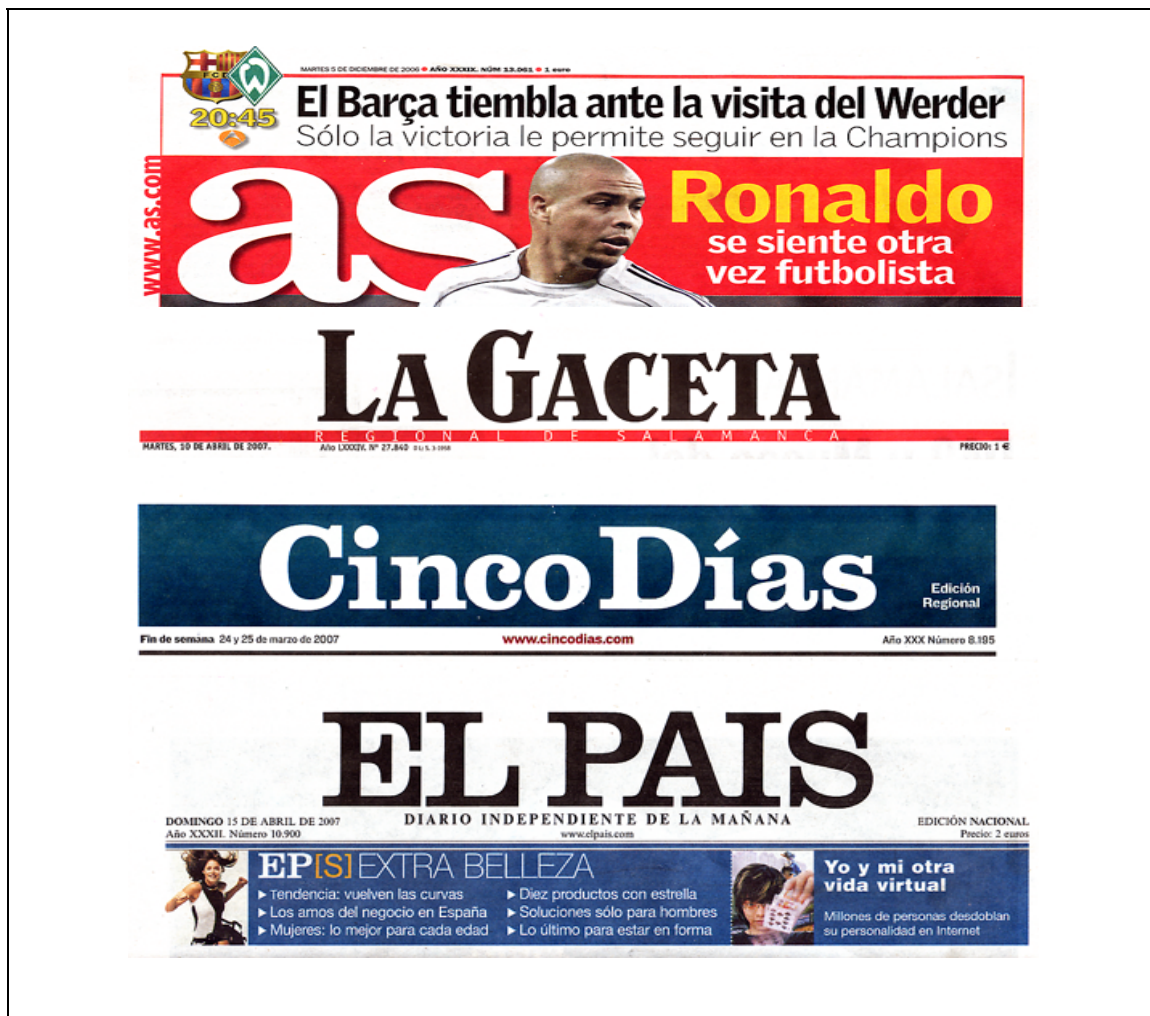 MARTES 5 DE DICIEMBRE DE 2006 ● AÑO XXXIX. NÚM 13.061 ● 1 euro
FCB
W
20:45
El Barça tiembla ante la visita del Werder
Sólo la victoria le permite seguir en la Champions
www.as.com
as
Ronaldo
se siente otra
vez futbolista
LA GACETA
REGIONAL DE SALAMANCA
MARTES, 10 DE ABRIL DE 2007. Año LXXXIV. Nº 27.840 PRECIO: 1 €
Cinco Días
Edición
Regional
Fin de semana 24 y 25 de marzo de 2007 www.cincodias.com Año XXX Número 8.195
EL PAIS
DOMINGO 15 DE ABRIL DE 2007 DIARIO INDEPENDIENTE DE LA MAÑANA EDICIÓN NACIONAL
Año XXXII. Número 10.900 www.elpais.com Precio: 2 euros
EP[S] EXTRA BELLEZA
▶ Tendencia: vuelven las curvas
▶ Los amos del negocio en España
▶ Mujeres: lo mejor para cada edad
▶ Diez productos con estrella
▶ Soluciones sólo para hombres
▶ Lo último para estar en forma
Yo y mi otra
vida virtual
Millones de personas desdoblan
su personalidad en Internet